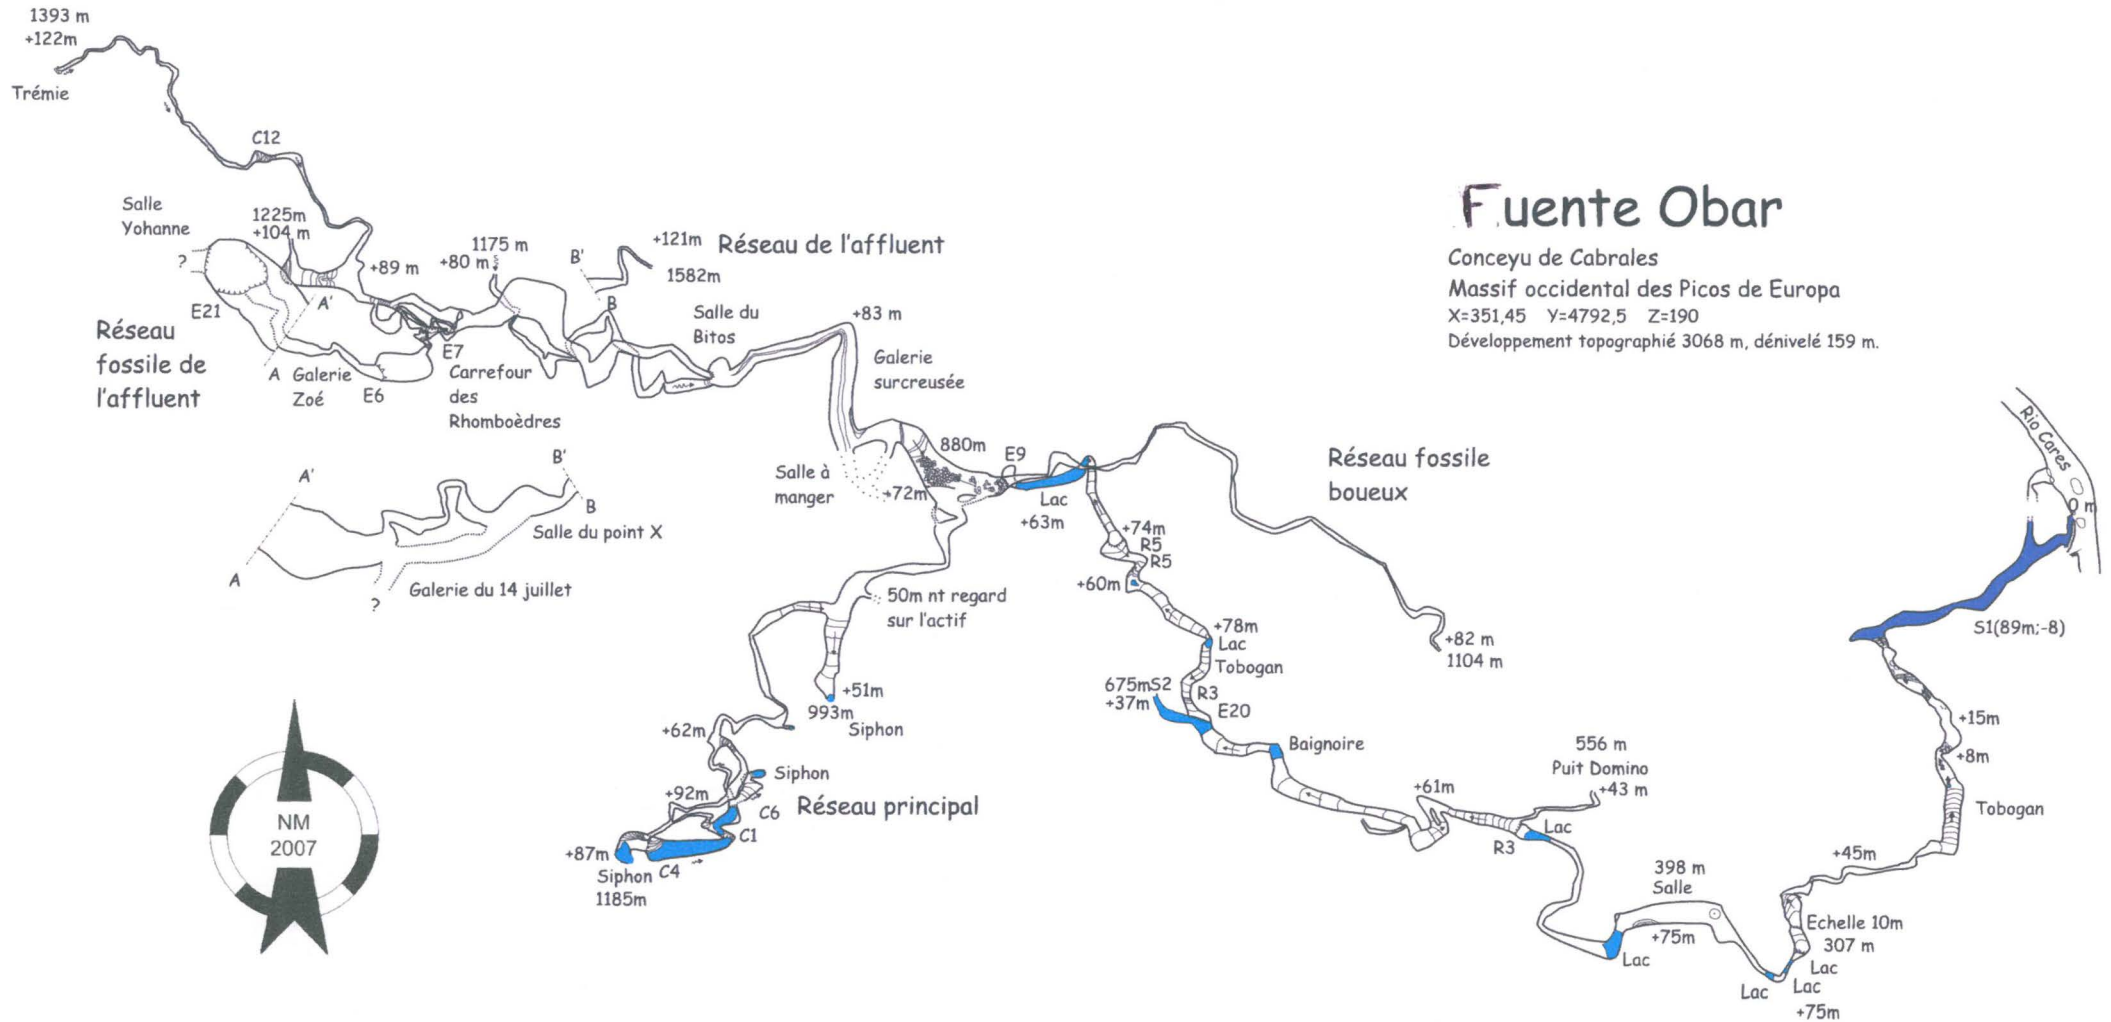 1393 m
+122m
Trémie
C12
Salle
Yohanne
1225m
+104 m
?
E21
A'
+89 m
1175 m
+80 m
B'
+121m
1582m
Réseau de l'affluent
B
Salle du
Bitos
+83 m
Galerie
surcreusée
Réseau
fossile de
l'affluent
A
Galerie
Zoé
E6
E7
Carrefour
des
Rhomboèdres
Fuente Obar
Conceyu de Cabrales
Massif occidental des Picos de Europa
X=351,45 Y=4792,5 Z=190
Développement topographié 3068 m, dénivelé 159 m.
A'
B'
B
Salle du point X
A
Galerie du 14 juillet
?
Salle à
manger
+72m
880m
E9
Lac
+63m
Réseau fossile
boueux
Rio Cares
0 m
+74m
R5
R5
+60m
50m nt regard
sur l'actif
+78m
Lac
Tobogan
+82 m
1104 m
S1(89m;-8)
675mS2
+37m
R3
E20
+51m
993m
Siphon
+62m
Baignoire
Siphon
+92m
C6
C1
Réseau principal
+87m
Siphon
C4
1185m
NM
2007
556 m
Puit Domino
+43 m
+61m
Lac
R3
+15m
+8m
Tobogan
+45m
398 m
Salle
+75m
Lac
Echelle 10m
307 m
Lac
Lac
Lac
+75m